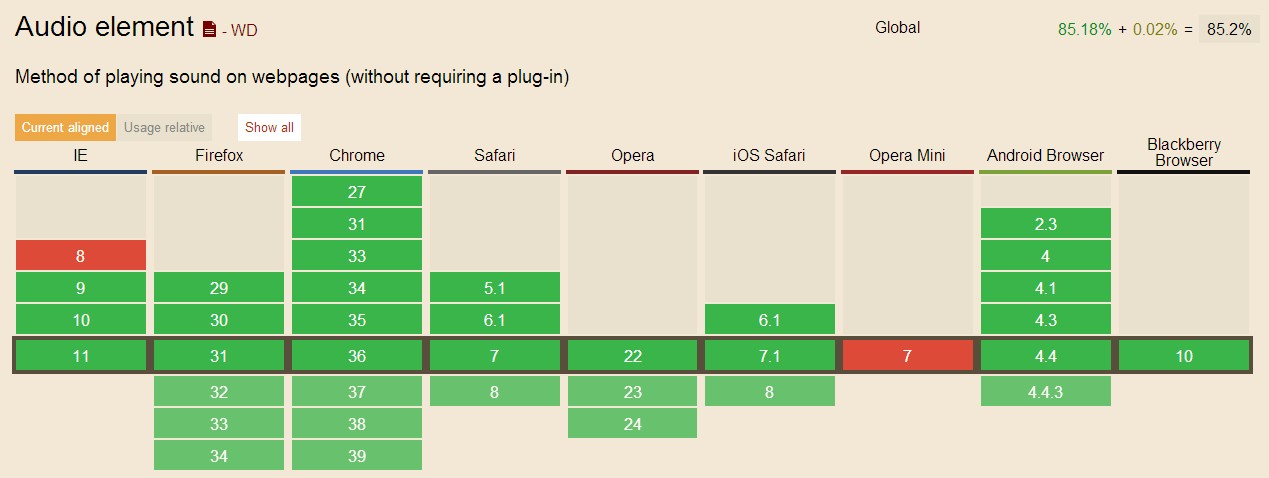 Audio element - WD Global 85.18% + 0.02% = 85.2%
Method of playing sound on webpages (without requiring a plug-in)
Current aligned Usage relative Show all
IE Firefox Chrome Safari Opera iOS Safari Opera Mini Android Browser Blackberry Browser
27
31 2.3
8 33 4
9 29 34 5.1 4.1
10 30 35 6.1 6.1 4.3
11 31 36 7 22 7.1 7 4.4 10
32 37 8 23 8 4.4.3
33 38 24
34 39